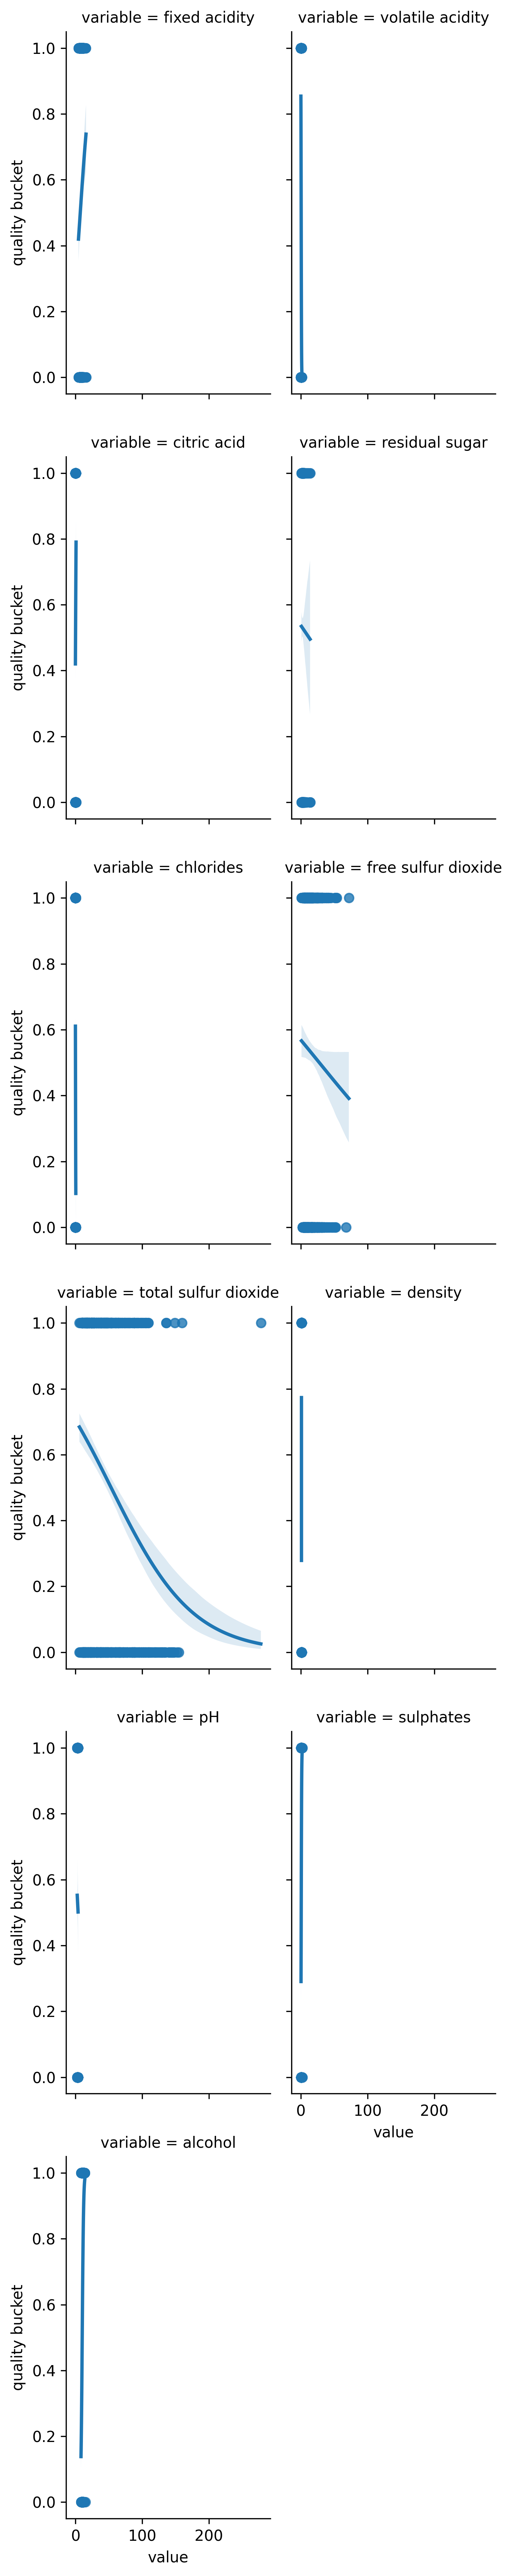 variable = fixed acidity
variable = volatile acidity
1.0
0.8
0.6
0.4
0.2
0.0
quality bucket
variable = citric acid
variable = residual sugar
1.0
0.8
0.6
0.4
0.2
0.0
quality bucket
variable = chlorides
variable = free sulfur dioxide
1.0
0.8
0.6
0.4
0.2
0.0
quality bucket
variable = total sulfur dioxide
variable = density
1.0
0.8
0.6
0.4
0.2
0.0
quality bucket
variable = pH
variable = sulphates
1.0
0.8
0.6
0.4
0.2
0.0
quality bucket
0 100 200
value
variable = alcohol
1.0
0.8
0.6
0.4
0.2
0.0
quality bucket
0 100 200
value